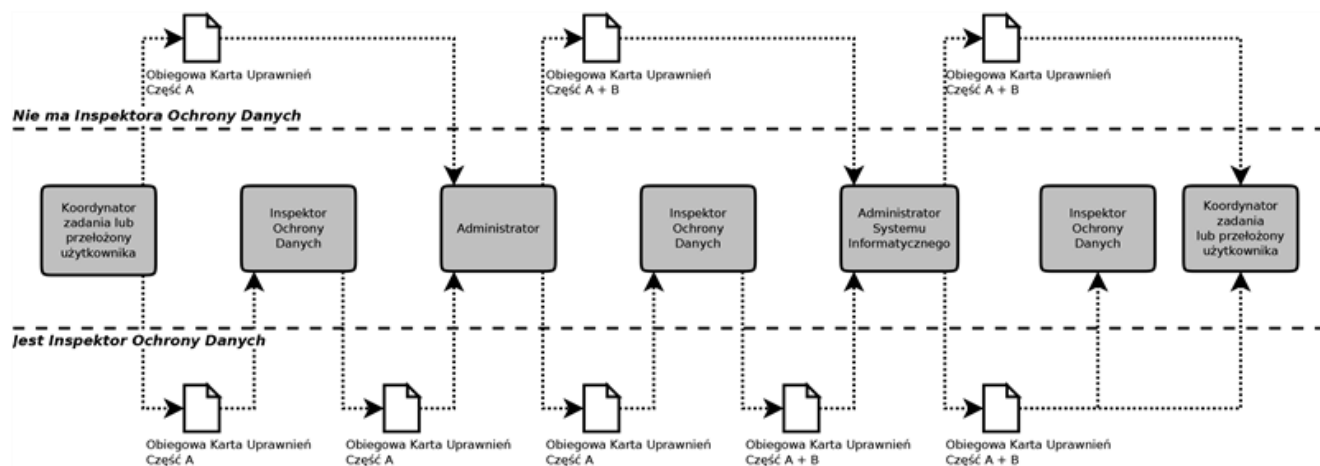 Obiegowa Karta Uprawnień
Część A
Obiegowa Karta Uprawnień
Część A + B
Obiegowa Karta Uprawnień
Część A + B
Nie ma Inspektora Ochrony Danych
Koordynator
zadania lub
przełożony
użytkownika
Inspektor
Ochrony
Danych
Administrator
Inspektor
Ochrony
Danych
Administrator
Systemu
Informatycznego
Inspektor
Ochrony
Danych
Koordynator
zadania
lub przełożony
użytkownika
Jest Inspektor Ochrony Danych
Obiegowa Karta Uprawnień
Część A
Obiegowa Karta Uprawnień
Część A
Obiegowa Karta Uprawnień
Część A
Obiegowa Karta Uprawnień
Część A + B
Obiegowa Karta Uprawnień
Część A + B